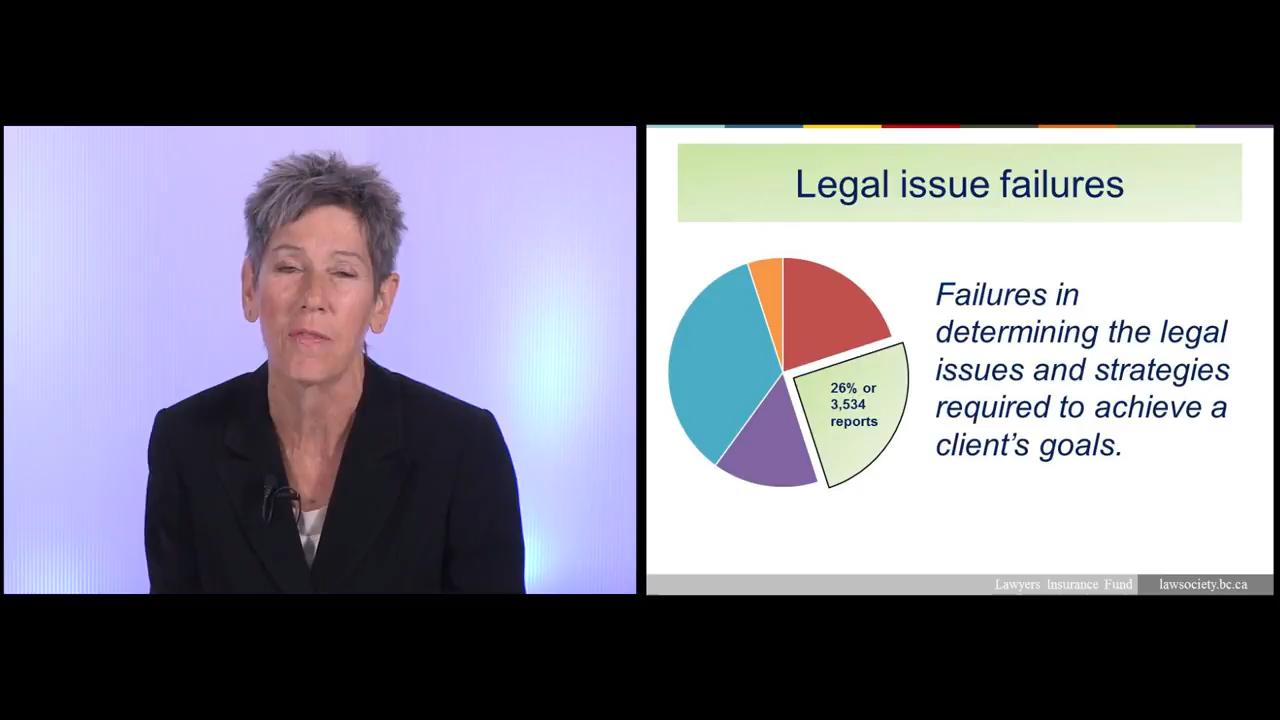 Legal issue failures
26% or
3,534
reports
Failures in
determining the legal
issues and strategies
required to achieve a
client's goals.
Lawyers Insurance Fund
lawsociety.bc.ca